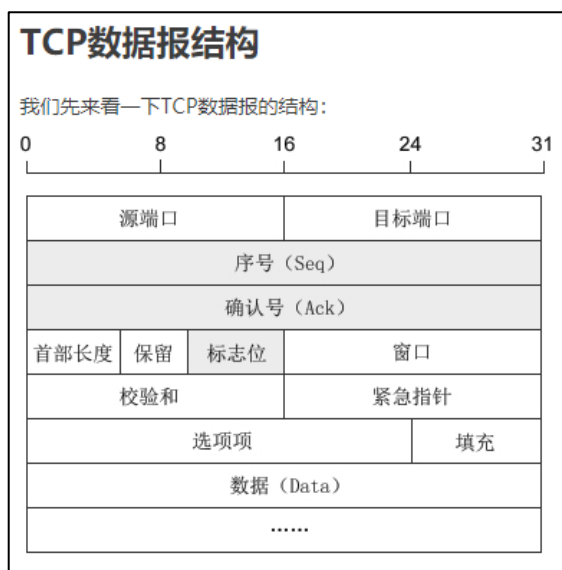 TCP数据报结构
我们先来看一下TCP数据报的结构：
0 8 16 24 31
源端口 目标端口
序号（Seq）
确认号（Ack）
首部长度 保留 标志位 窗口
校验和 紧急指针
选项项 填充
数据（Data）
……